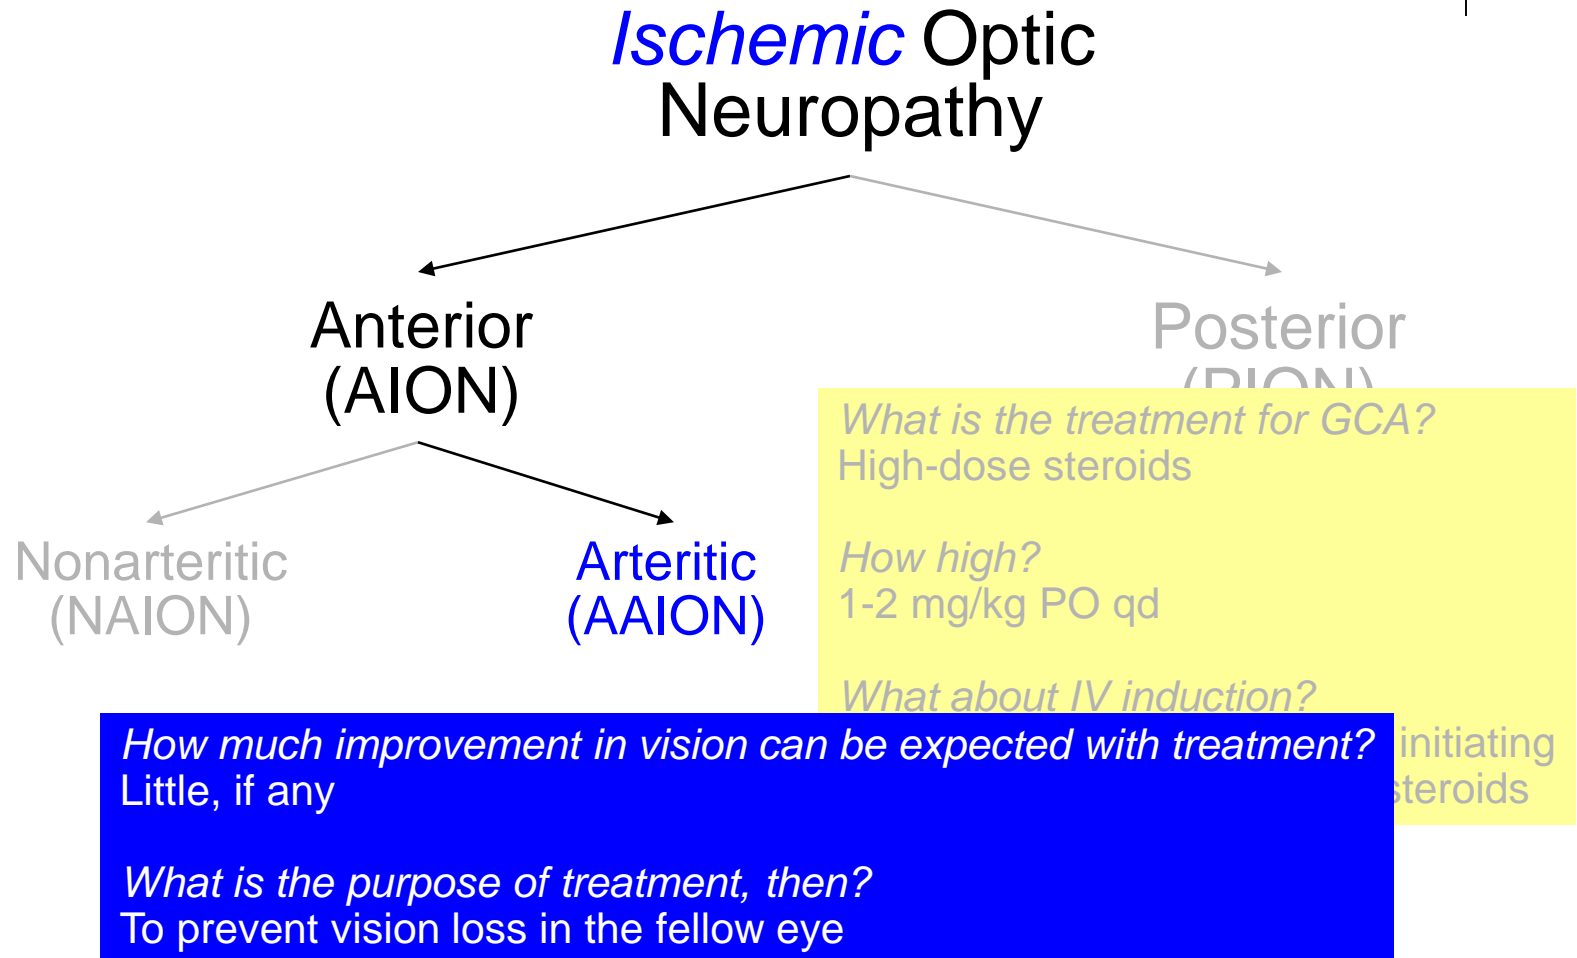 Ischemic Optic
Neuropathy
Anterior
(AION)
Posterior
(PION)
Nonarteritic
(NAION)
Arteritic
(AAION)
What is the treatment for GCA?
High-dose steroids
How high?
1-2 mg/kg PO qd
What about IV induction?
initiating
steroids
How much improvement in vision can be expected with treatment?
Little, if any
What is the purpose of treatment, then?
To prevent vision loss in the fellow eye